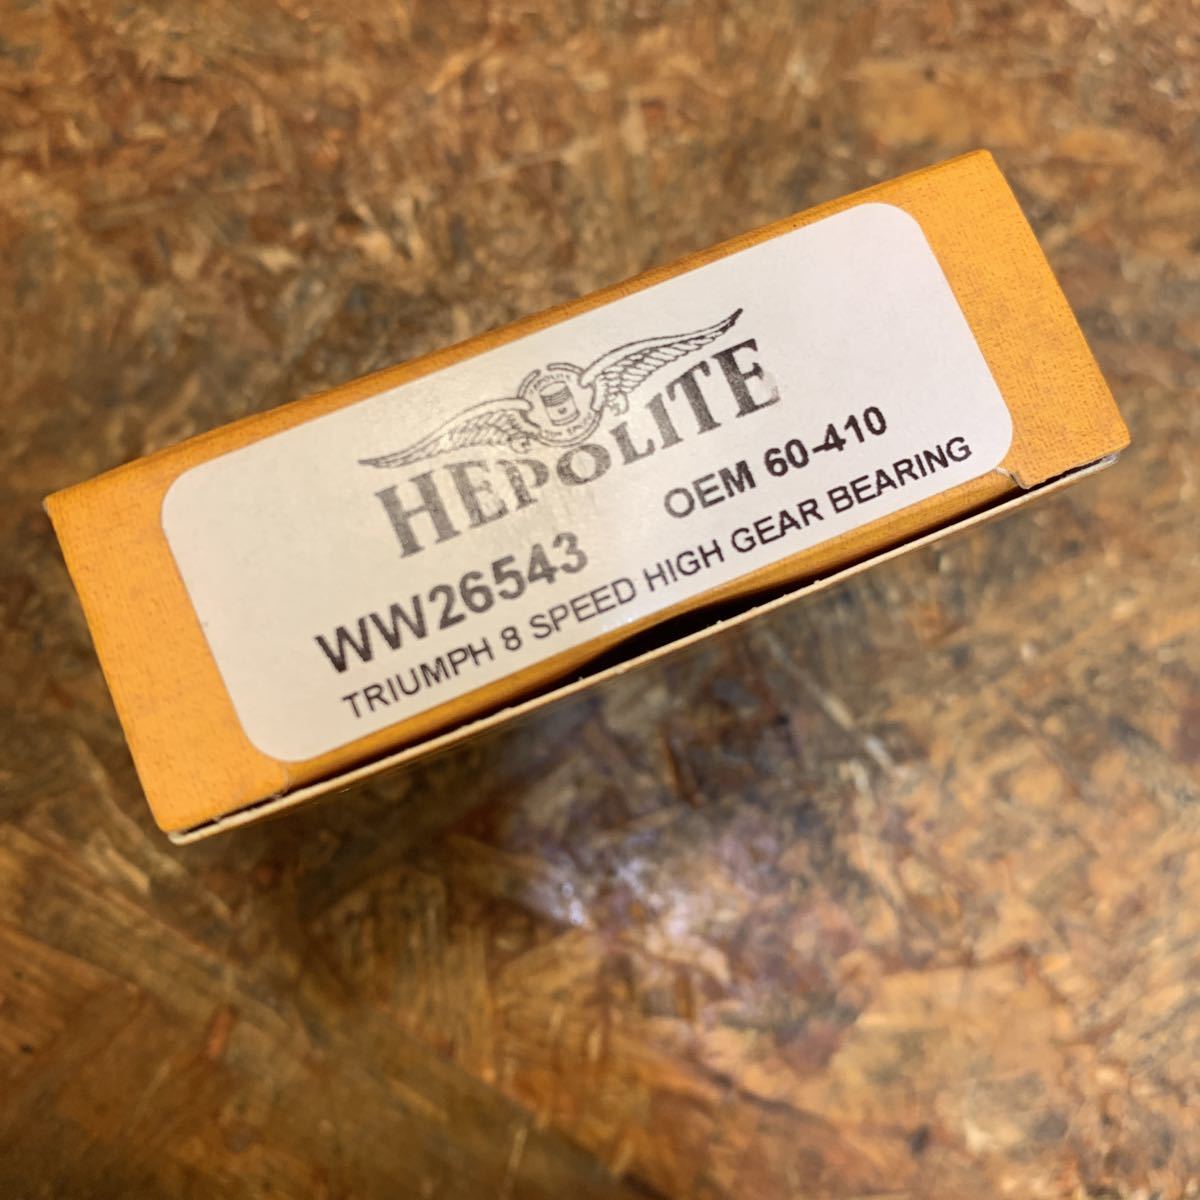 HEPOLITE
WW26543 OEM 60-410
TRIUMPH 8 SPEED HIGH GEAR BEARING